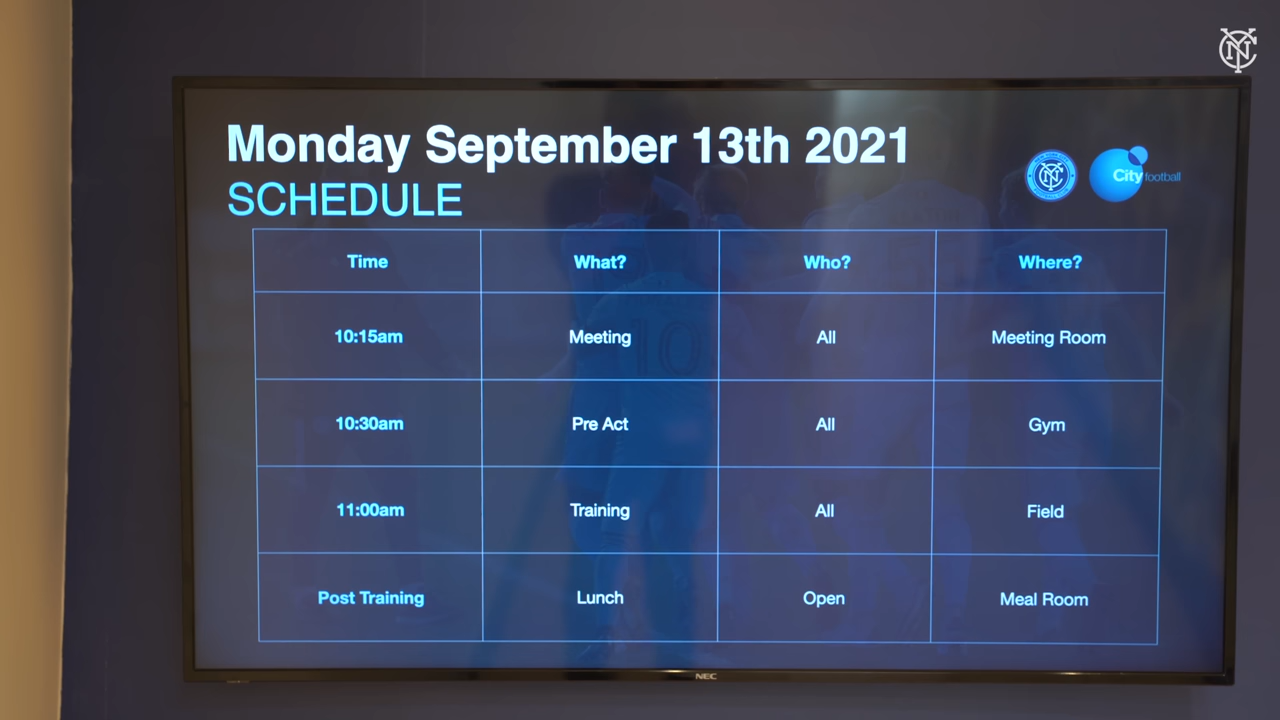 NYC
Monday September 13th 2021
SCHEDULE
City football
Time What? Who? Where?
10:15am Meeting All Meeting Room
10:30am Pre Act All Gym
11:00am Training All Field
Post Training Lunch Open Meal Room
NEC